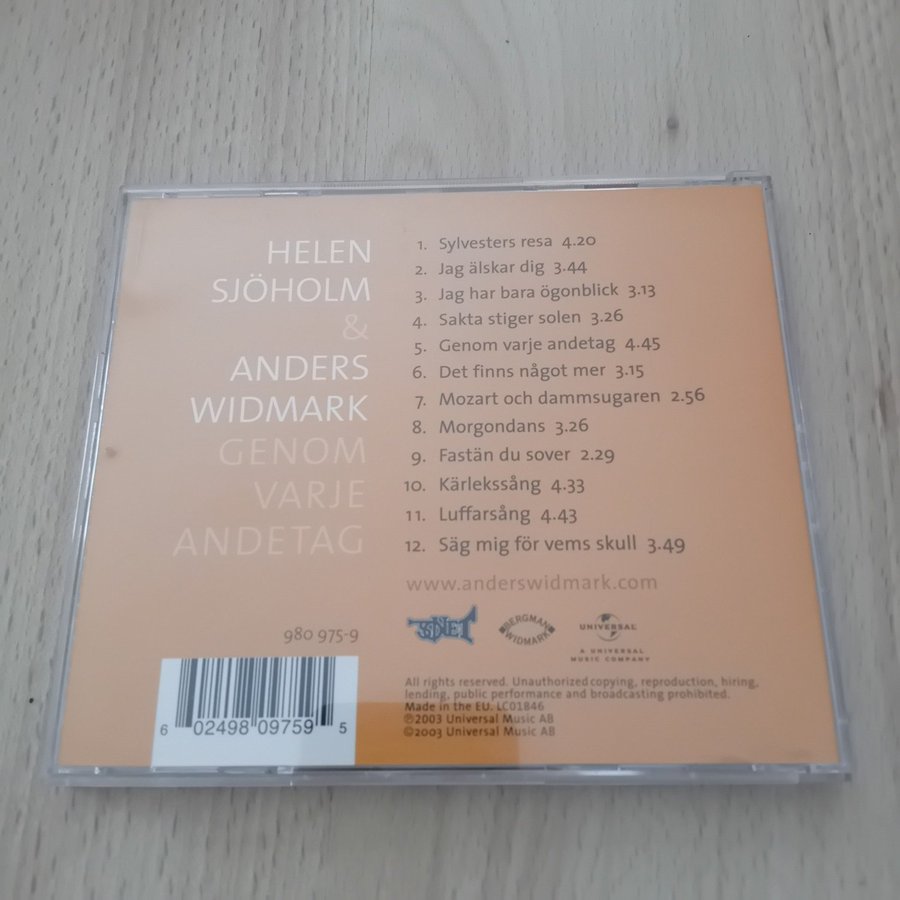 HELEN
SJÖHOLM
&
ANDERS
WIDMARK
GENOM
VARJE
ANDETAG
1. Sylvesters resa 4.20
2. Jag älskar dig 3.44
3. Jag har bara ögonblick 3.13
4. Sakta stiger solen 3.26
5. Genom varje andetag 4.45
6. Det finns något mer 3.15
7. Mozart och dammsugaren 2.56
8. Morgondans 3.26
9. Fastän du sover 2.29
10. Kärlekssång 4.33
11. Luffarsång 4.43
12. Säg mig för vems skull 3.49
www.anderswidmark.com
SONET
BERGMAN
WIDMARK
UNIVERSAL
A UNIVERSAL
MUSIC COMPANY
980 975-9
6 02498 09759 5
All rights reserved. Unauthorized copying, reproduction, hiring,
lending, public performance and broadcasting prohibited.
Made in the EU. LC01846
℗2003 Universal Music AB
©2003 Universal Music AB